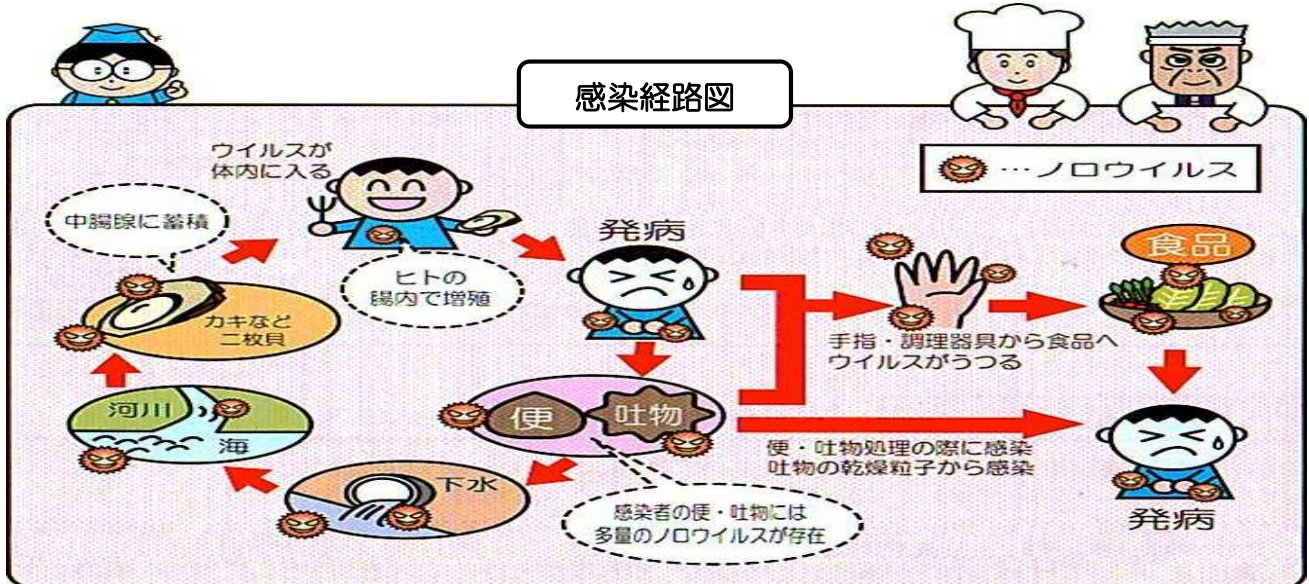 感染経路図
…ノロウイルス
ウイルスが
体内に入る
中腸腺に蓄積
ヒトの
腸内で増殖
カキなど
二枚貝
発病
食品
手指・調理器具から食品へ
ウイルスがうつる
河川
海
便
吐物
便・吐物処理の際に感染
吐物の乾燥粒子から感染
下水
感染者の便・吐物には
多量のノロウイルスが存在
発病